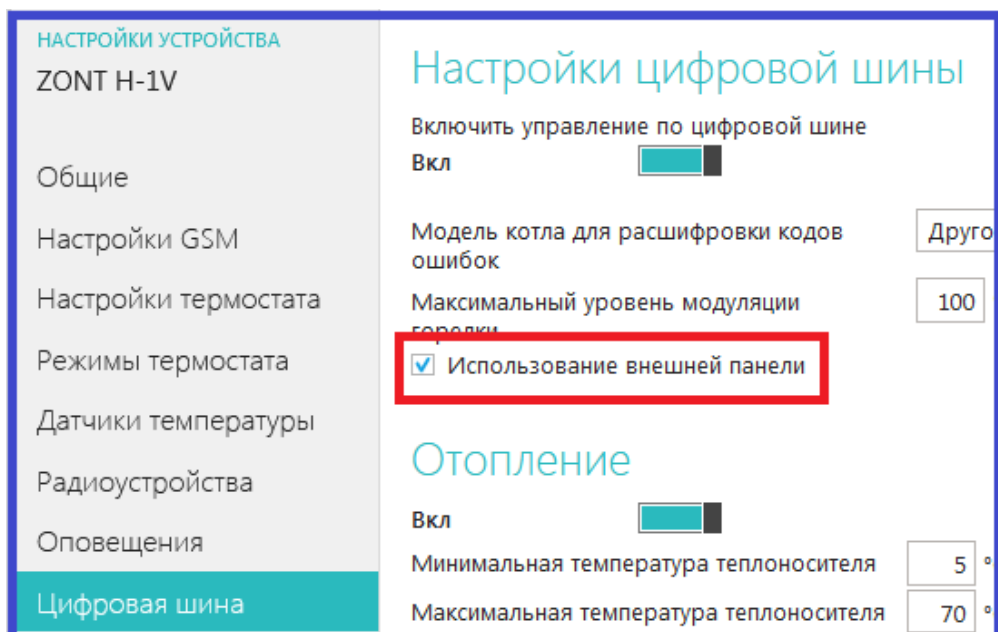 НАСТРОЙКИ УСТРОЙСТВА
ZONT H-1V
Общие
Настройки GSM
Настройки термостата
Режимы термостата
Датчики температуры
Радиоустройства
Оповещения
Цифровая шина
Настройки цифровой шины
Включить управление по цифровой шине
Вкл
Модель котла для расшифровки кодов Друго
ошибок
Максимальный уровень модуляции 100
горелки
Использование внешней панели
Отопление
Вкл
Минимальная температура теплоносителя 5 °
Максимальная температура теплоносителя 70 °